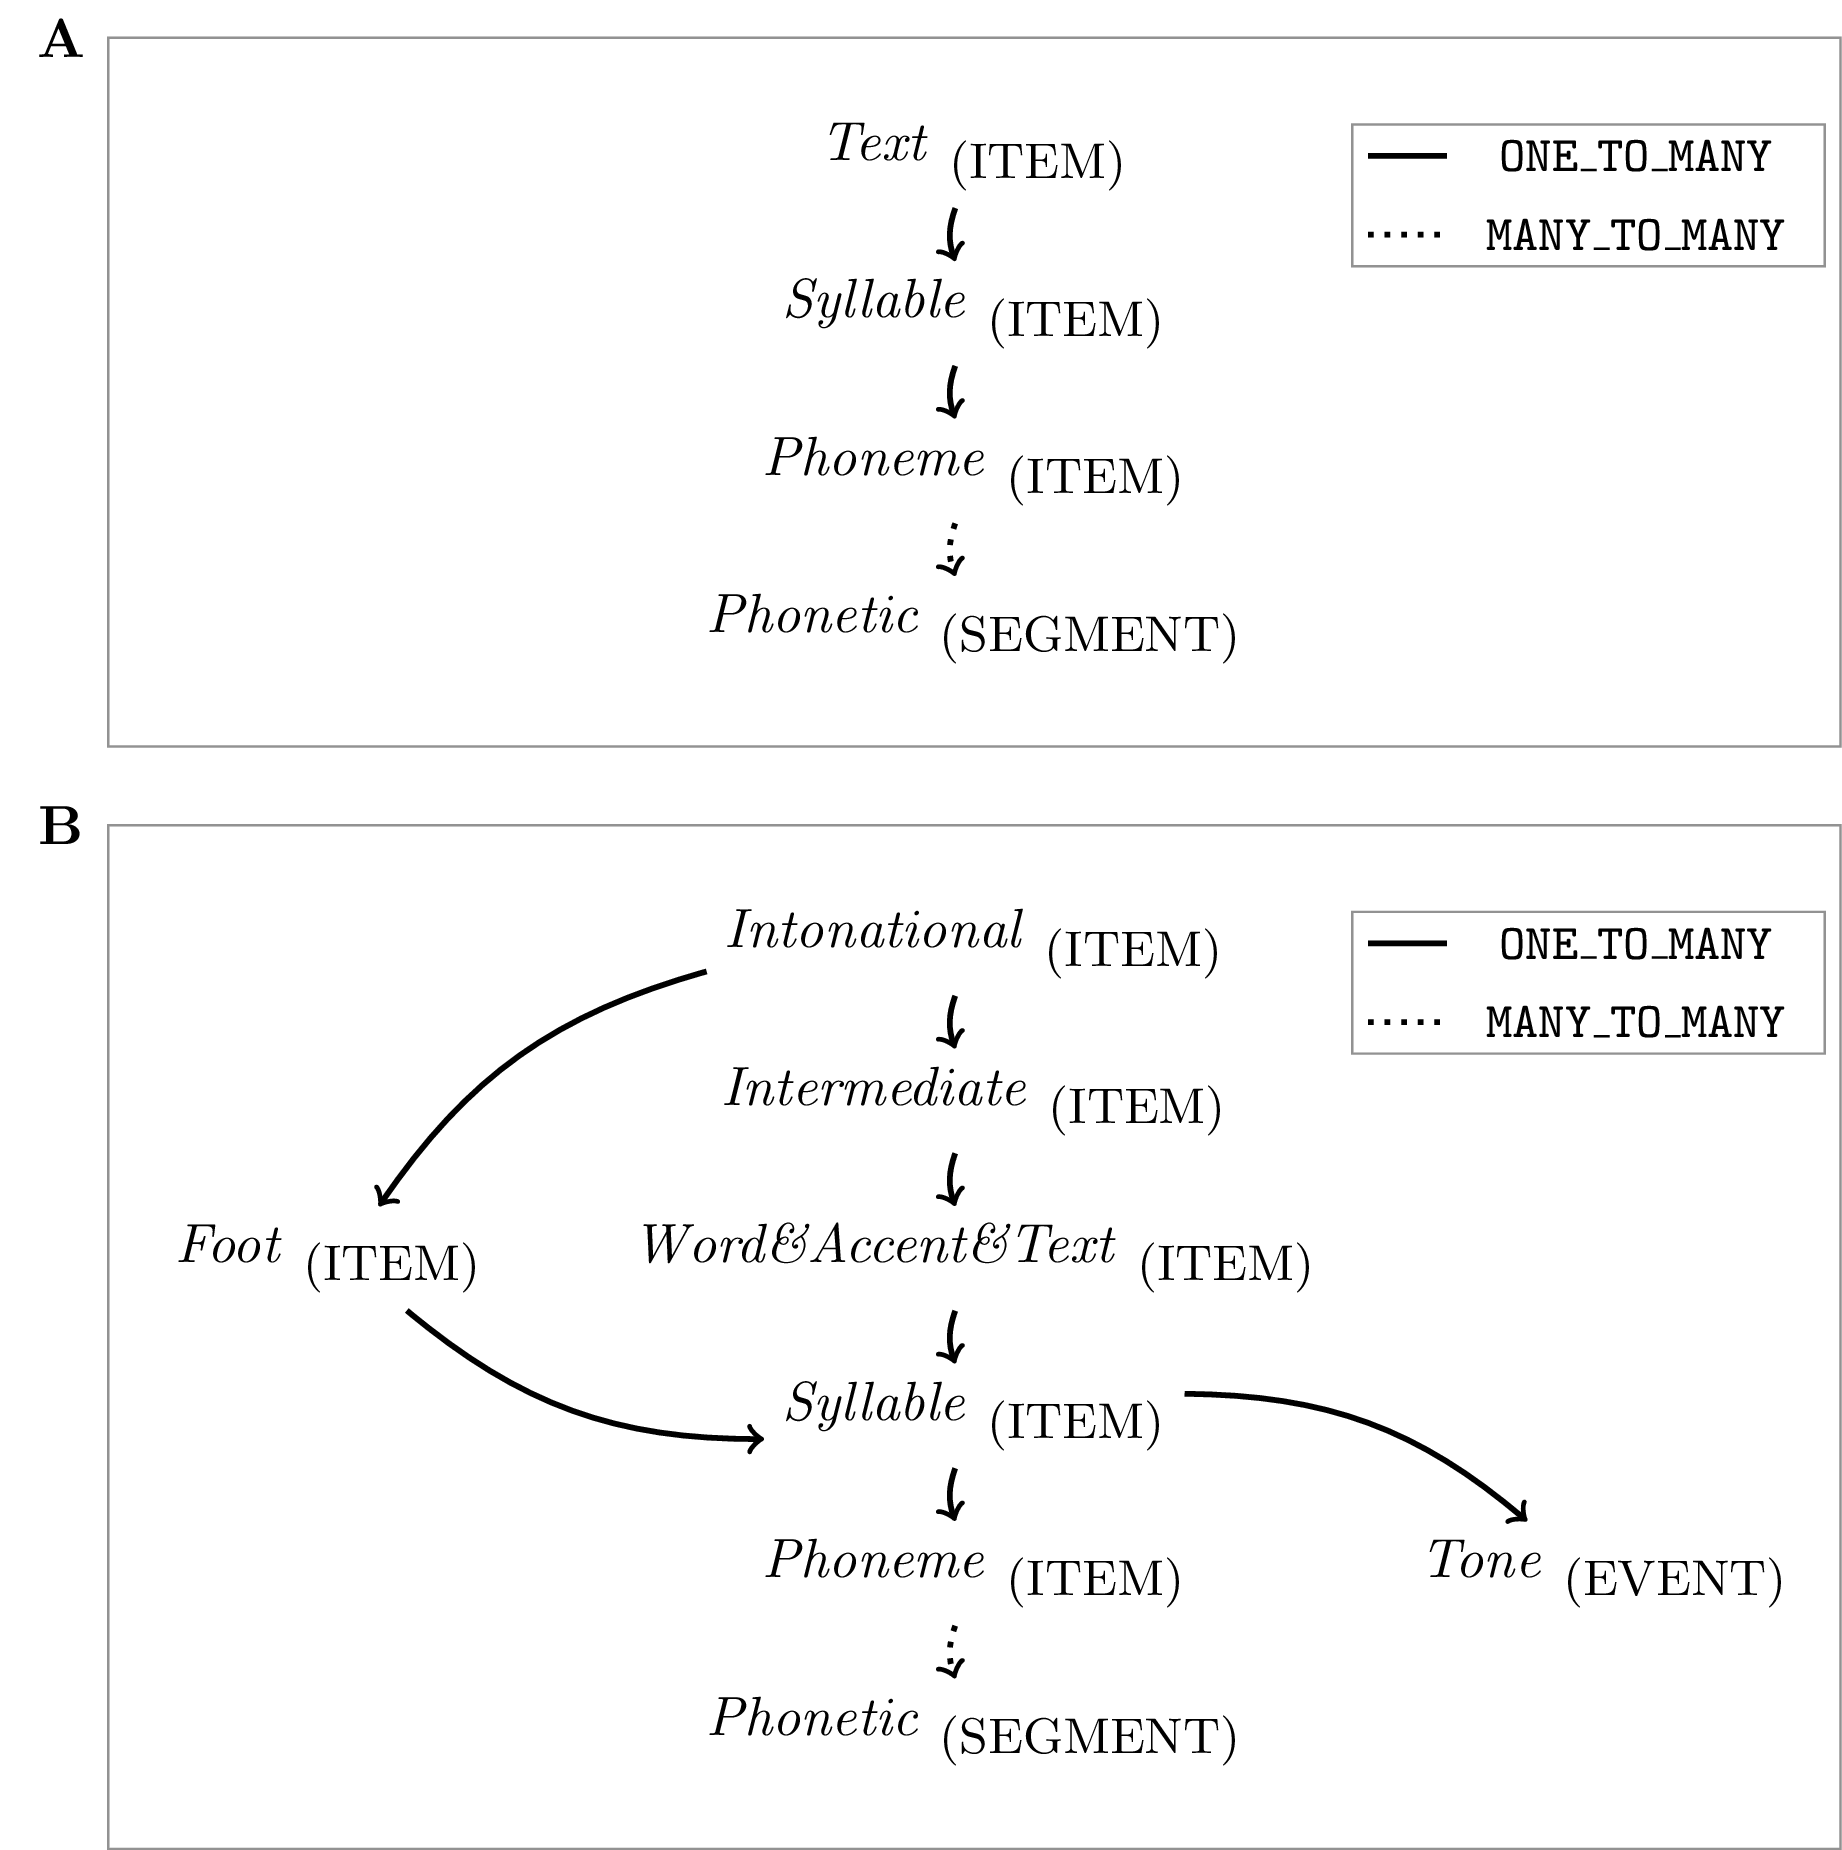 A
Text (ITEM)
ONE_TO_MANY
MANY_TO_MANY
Syllable (ITEM)
Phoneme (ITEM)
Phonetic (SEGMENT)
B
Intonational (ITEM)
ONE_TO_MANY
MANY_TO_MANY
Intermediate (ITEM)
Foot (ITEM)
Word&Accent&Text (ITEM)
Syllable (ITEM)
Phoneme (ITEM)
Tone (EVENT)
Phonetic (SEGMENT)